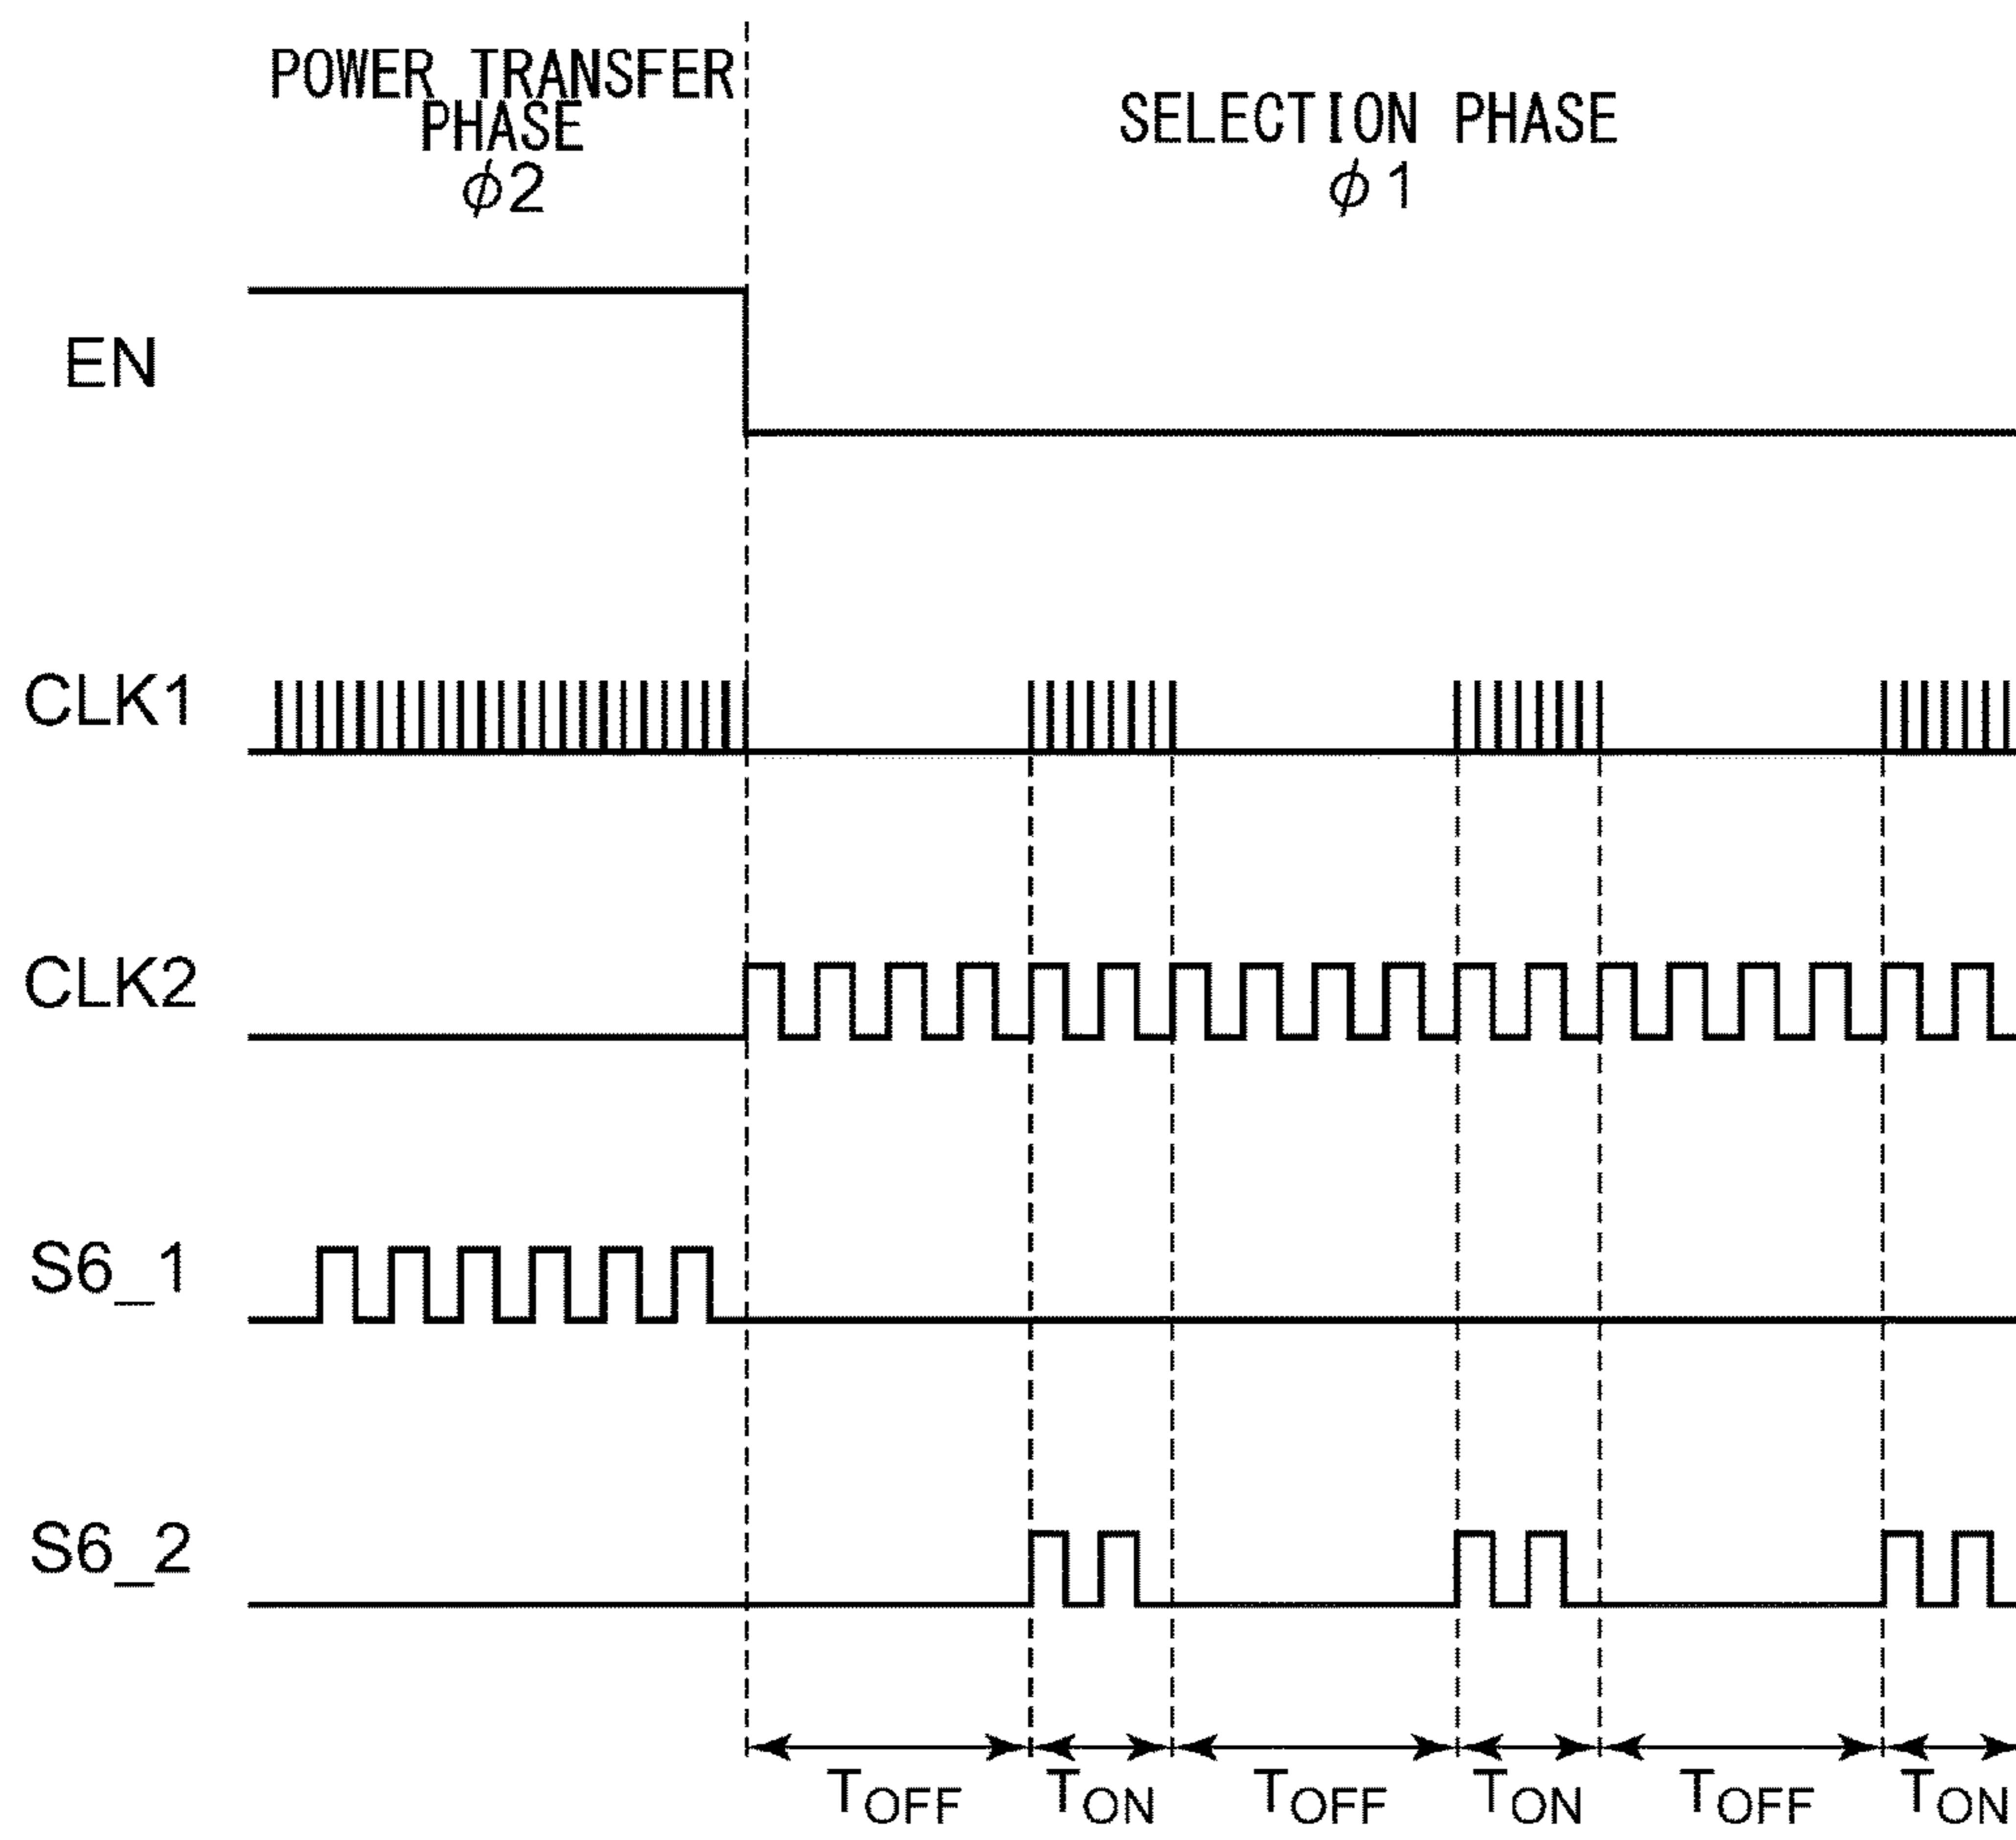 POWER TRANSFER
PHASE
ϕ2
SELECTION PHASE
ϕ1
EN
CLK1
CLK2
S6_1
S6_2
TOFF TON TOFF TON TOFF TON